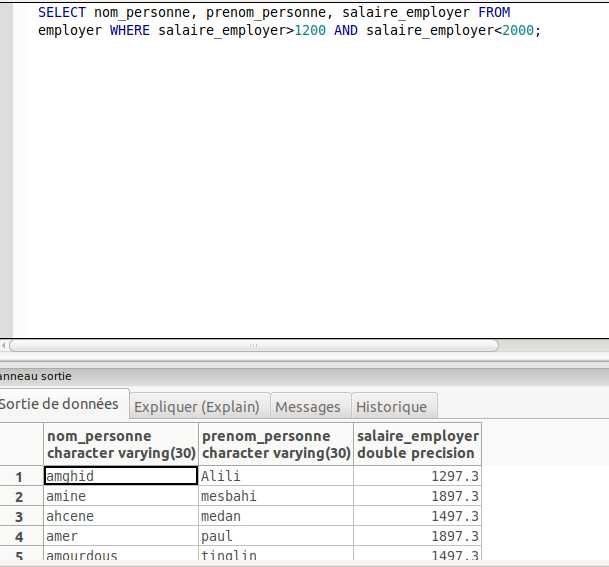 SELECT nom_personne, prenom_personne, salaire_employer FROM
employer WHERE salaire_employer>1200 AND salaire_employer<2000;
anneau sortie
Sortie de données Expliquer (Explain) Messages Historique
nom_personne prenom_personne salaire_employer
character varying(30) character varying(30) double precision
1 amghid Alili 1297.3
2 amine mesbahi 1897.3
3 ahcene medan 1497.3
4 amer paul 1897.3
5 amourdous tinglin 1497.3